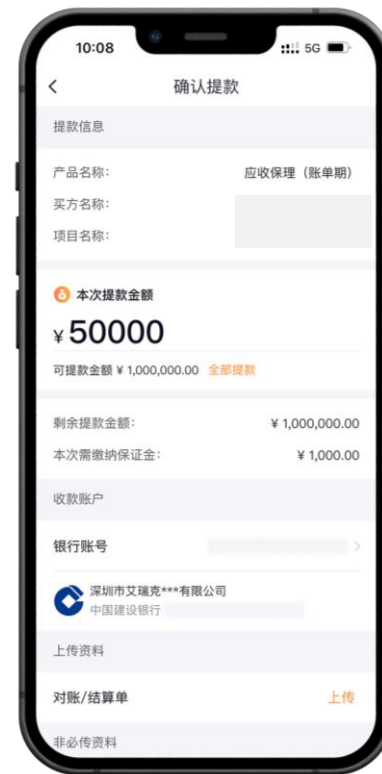 10:08
5G
确认提款
提款信息
产品名称: 应收保理（账单期）
买方名称:
项目名称:
本次提款金额
¥ 50000
可提款金额 ¥ 1,000,000.00 全部提款
剩余提款金额: ¥ 1,000,000.00
本次需缴纳保证金: ¥ 1,000.00
收款账户
银行账号
深圳市艾瑞克***有限公司
中国建设银行
上传资料
对账/结算单 上传
非必传资料